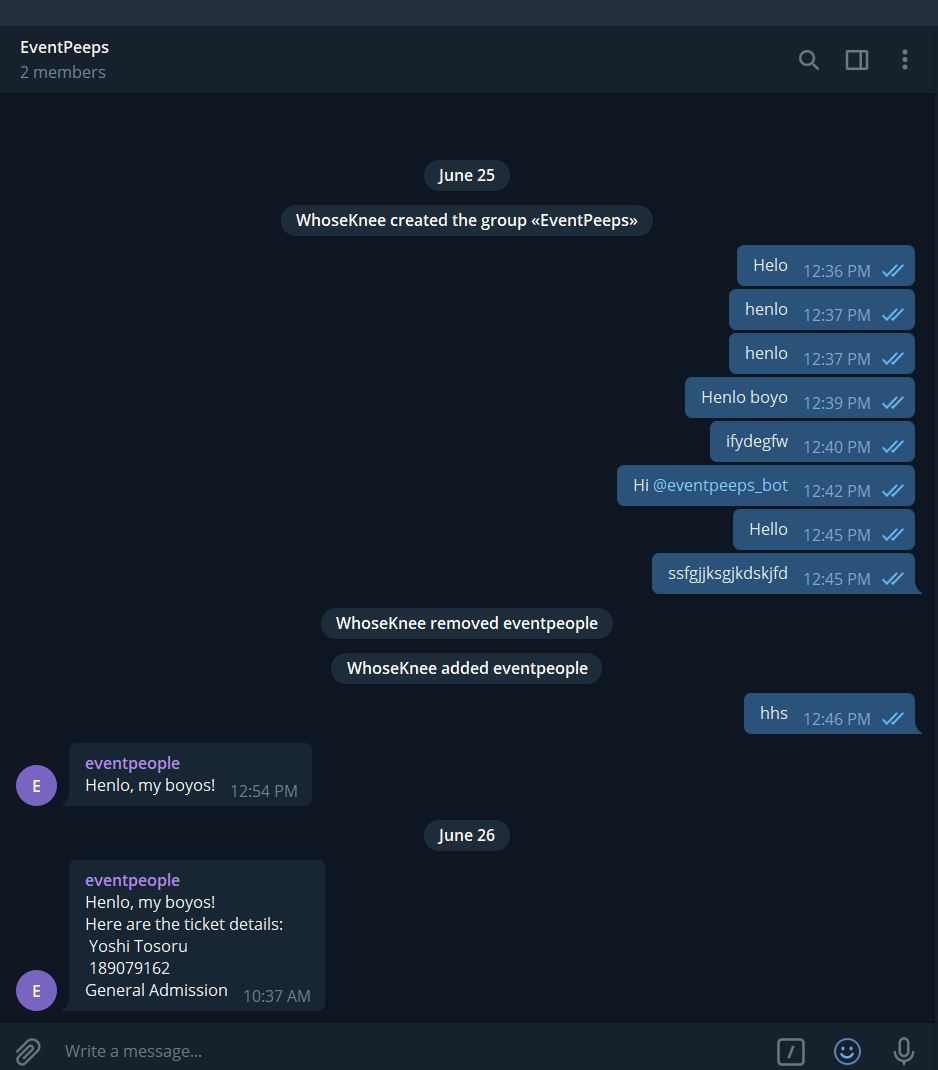 EventPeeps
2 members
June 25
WhoseKnee created the group «EventPeeps»
Helo 12:36 PM
henlo 12:37 PM
henlo 12:37 PM
Henlo boyo 12:39 PM
ifydegfw 12:40 PM
Hi @eventpeeps_bot 12:42 PM
Hello 12:45 PM
ssfgjjksgjkdskjfd 12:45 PM
WhoseKnee removed eventpeople
WhoseKnee added eventpeople
hhs 12:46 PM
eventpeople
E Henlo, my boyos! 12:54 PM
June 26
eventpeople
Henlo, my boyos!
Here are the ticket details:
Yoshi Tosoru
189079162
E General Admission 10:37 AM
Write a message...